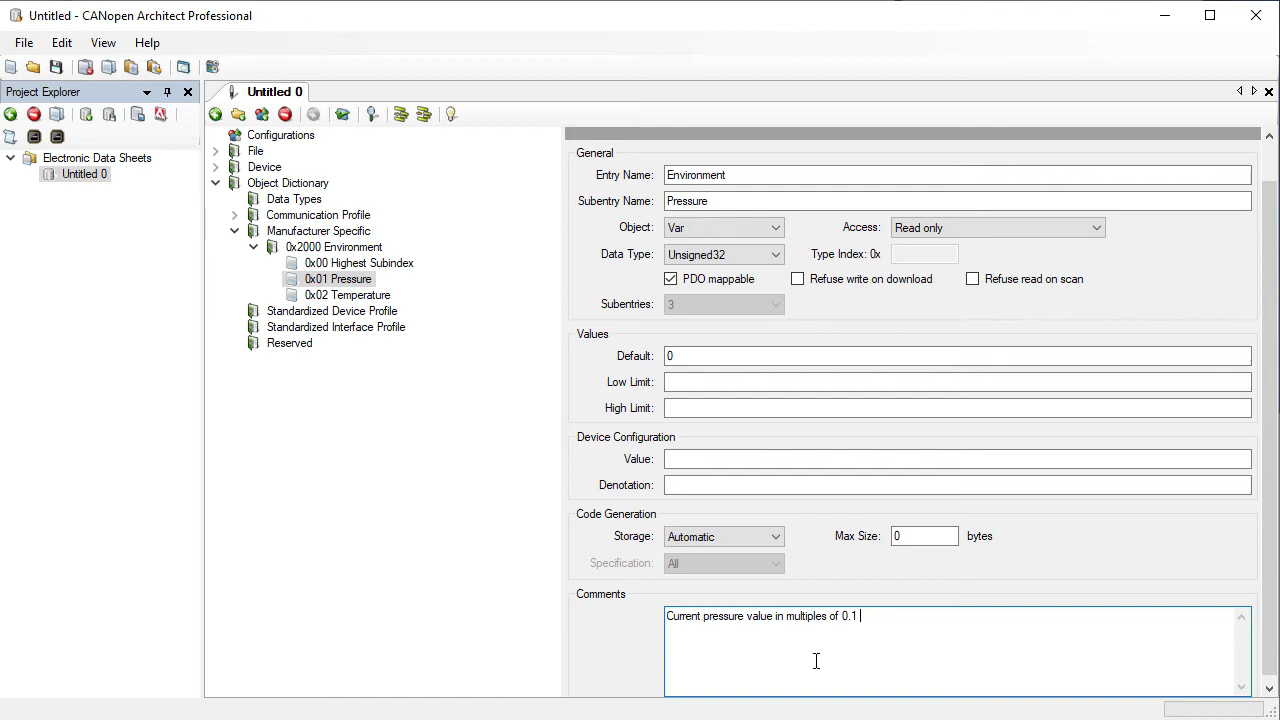 Untitled - CANopen Architect Professional
File Edit View Help
Project Explorer
Untitled 0
Electronic Data Sheets
Untitled 0
Configurations
File
Device
Object Dictionary
Data Types
Communication Profile
Manufacturer Specific
0x2000 Environment
0x00 Highest Subindex
0x01 Pressure
0x02 Temperature
Standardized Device Profile
Standardized Interface Profile
Reserved
General
Entry Name: Environment
Subentry Name: Pressure
Object: Var Access: Read only
Data Type: Unsigned32 Type Index: 0x
PDO mappable Refuse write on download Refuse read on scan
Subentries: 3
Values
Default: 0
Low Limit:
High Limit:
Device Configuration
Value:
Denotation:
Code Generation
Storage: Automatic Max Size: 0 bytes
Specification: All
Comments
Current pressure value in multiples of 0.1